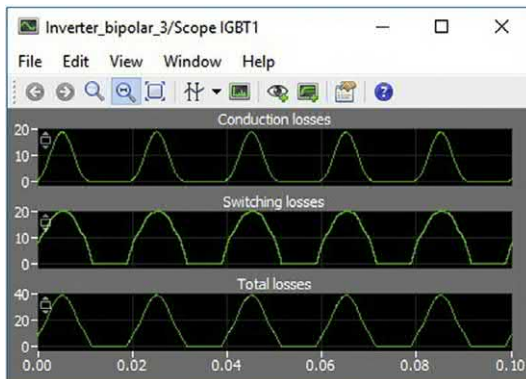 Inverter_bipolar_3/Scope IGBT1
File Edit View Window Help
Conduction losses
20
10
0
Switching losses
20
10
0
Total losses
40
20
0
0.00 0.02 0.04 0.06 0.08 0.10